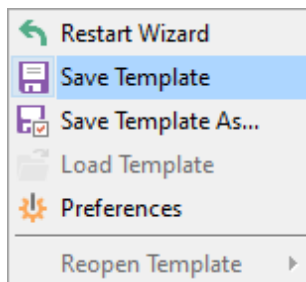 Restart Wizard
Save Template
Save Template As...
Load Template
Preferences
Reopen Template